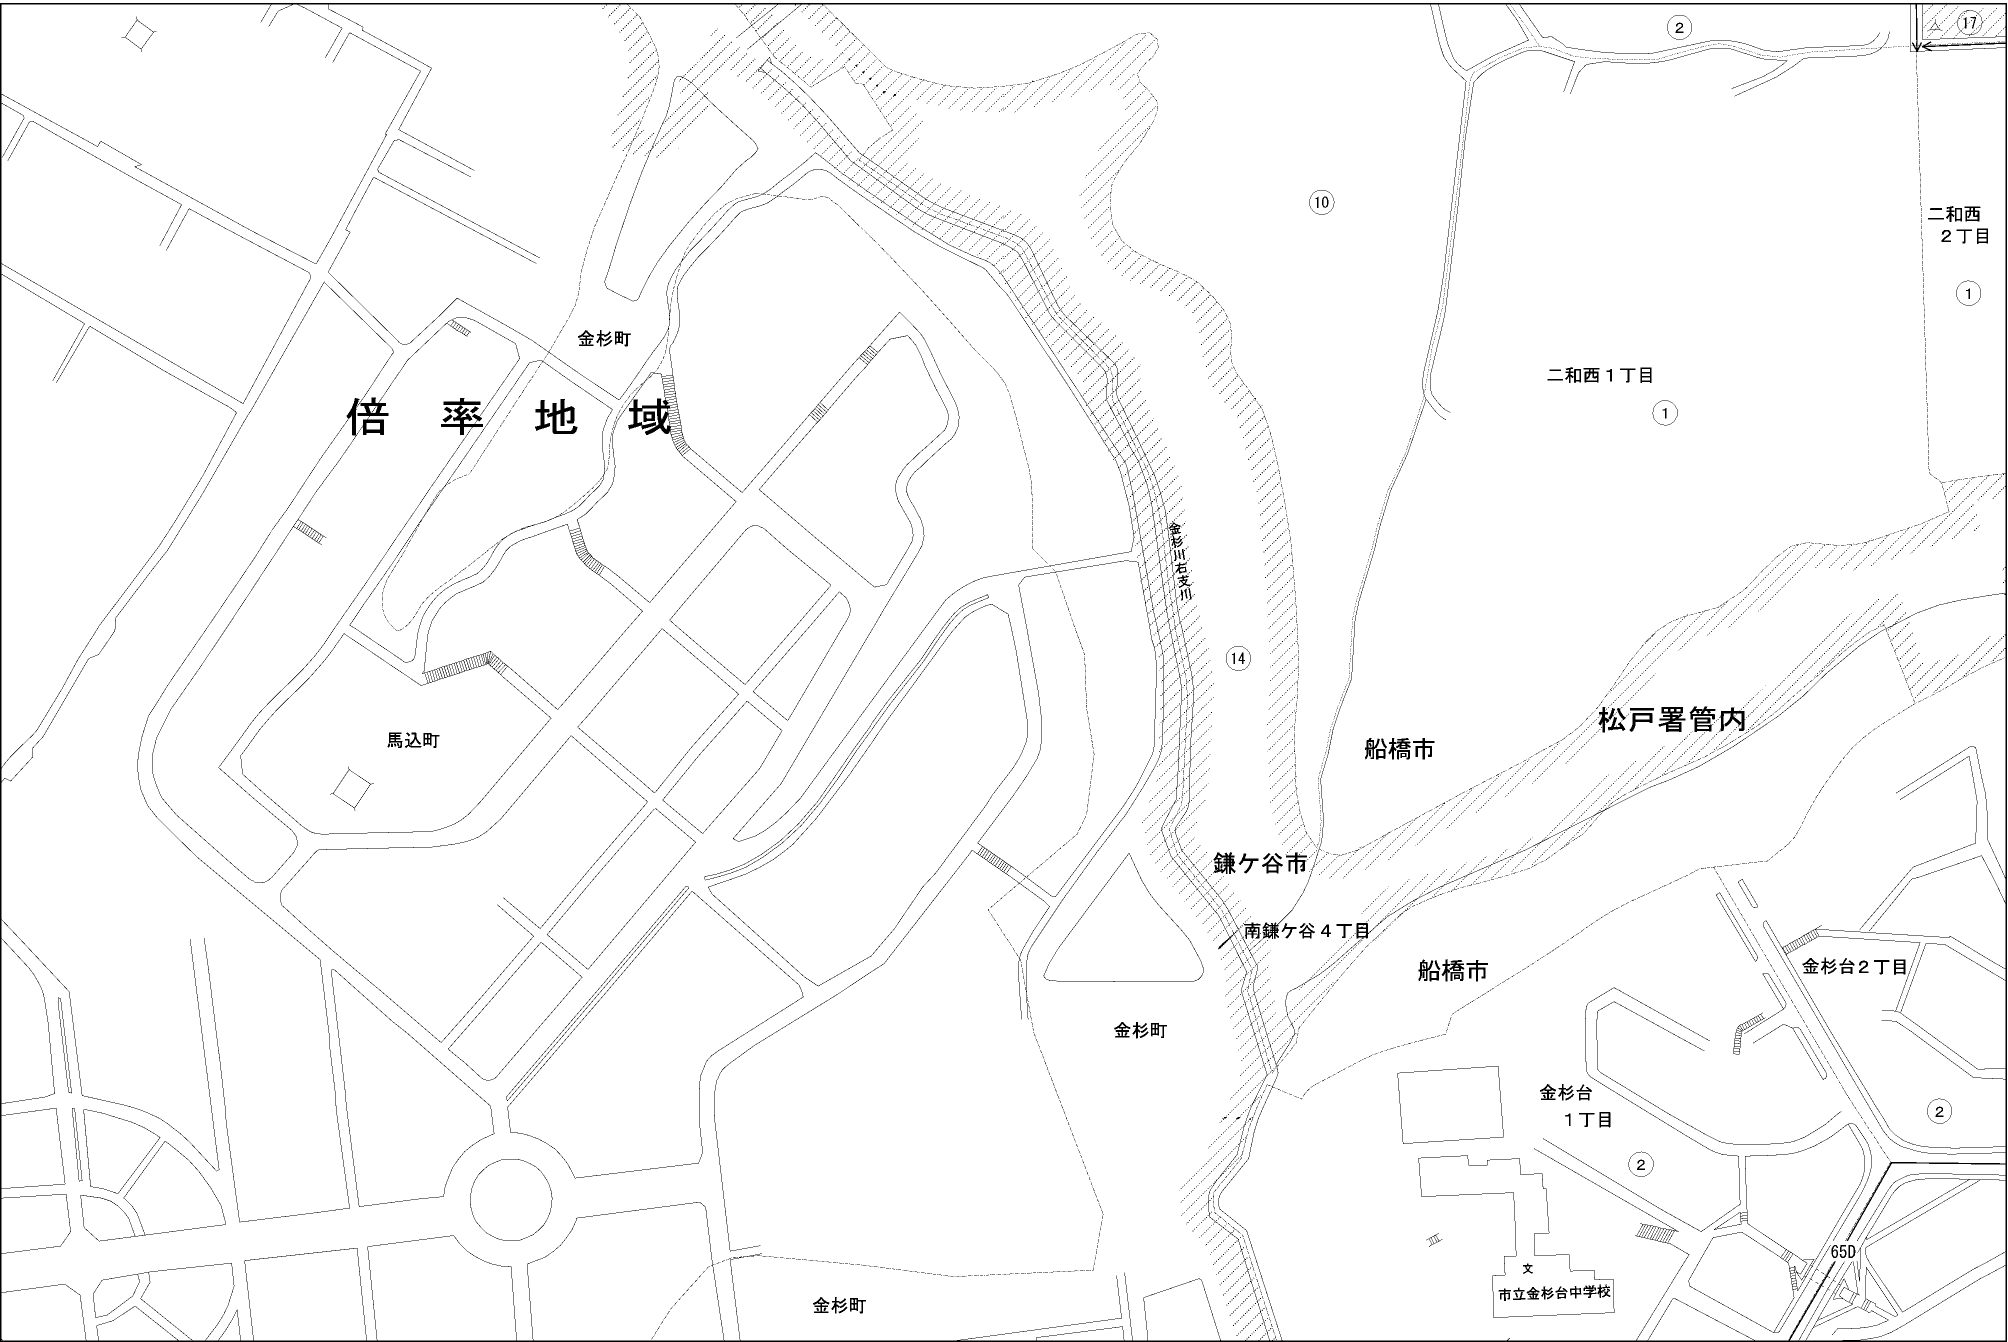 2
17
10
二和西
2丁目
1
金杉町
二和西1丁目
1
倍率地域
金杉川右支川
14
松戸署管内
馬込町
船橋市
鎌ケ谷市
南鎌ケ谷4丁目
船橋市
金杉台2丁目
金杉町
金杉台
1丁目
2
2
65D
文
市立金杉台中学校
金杉町